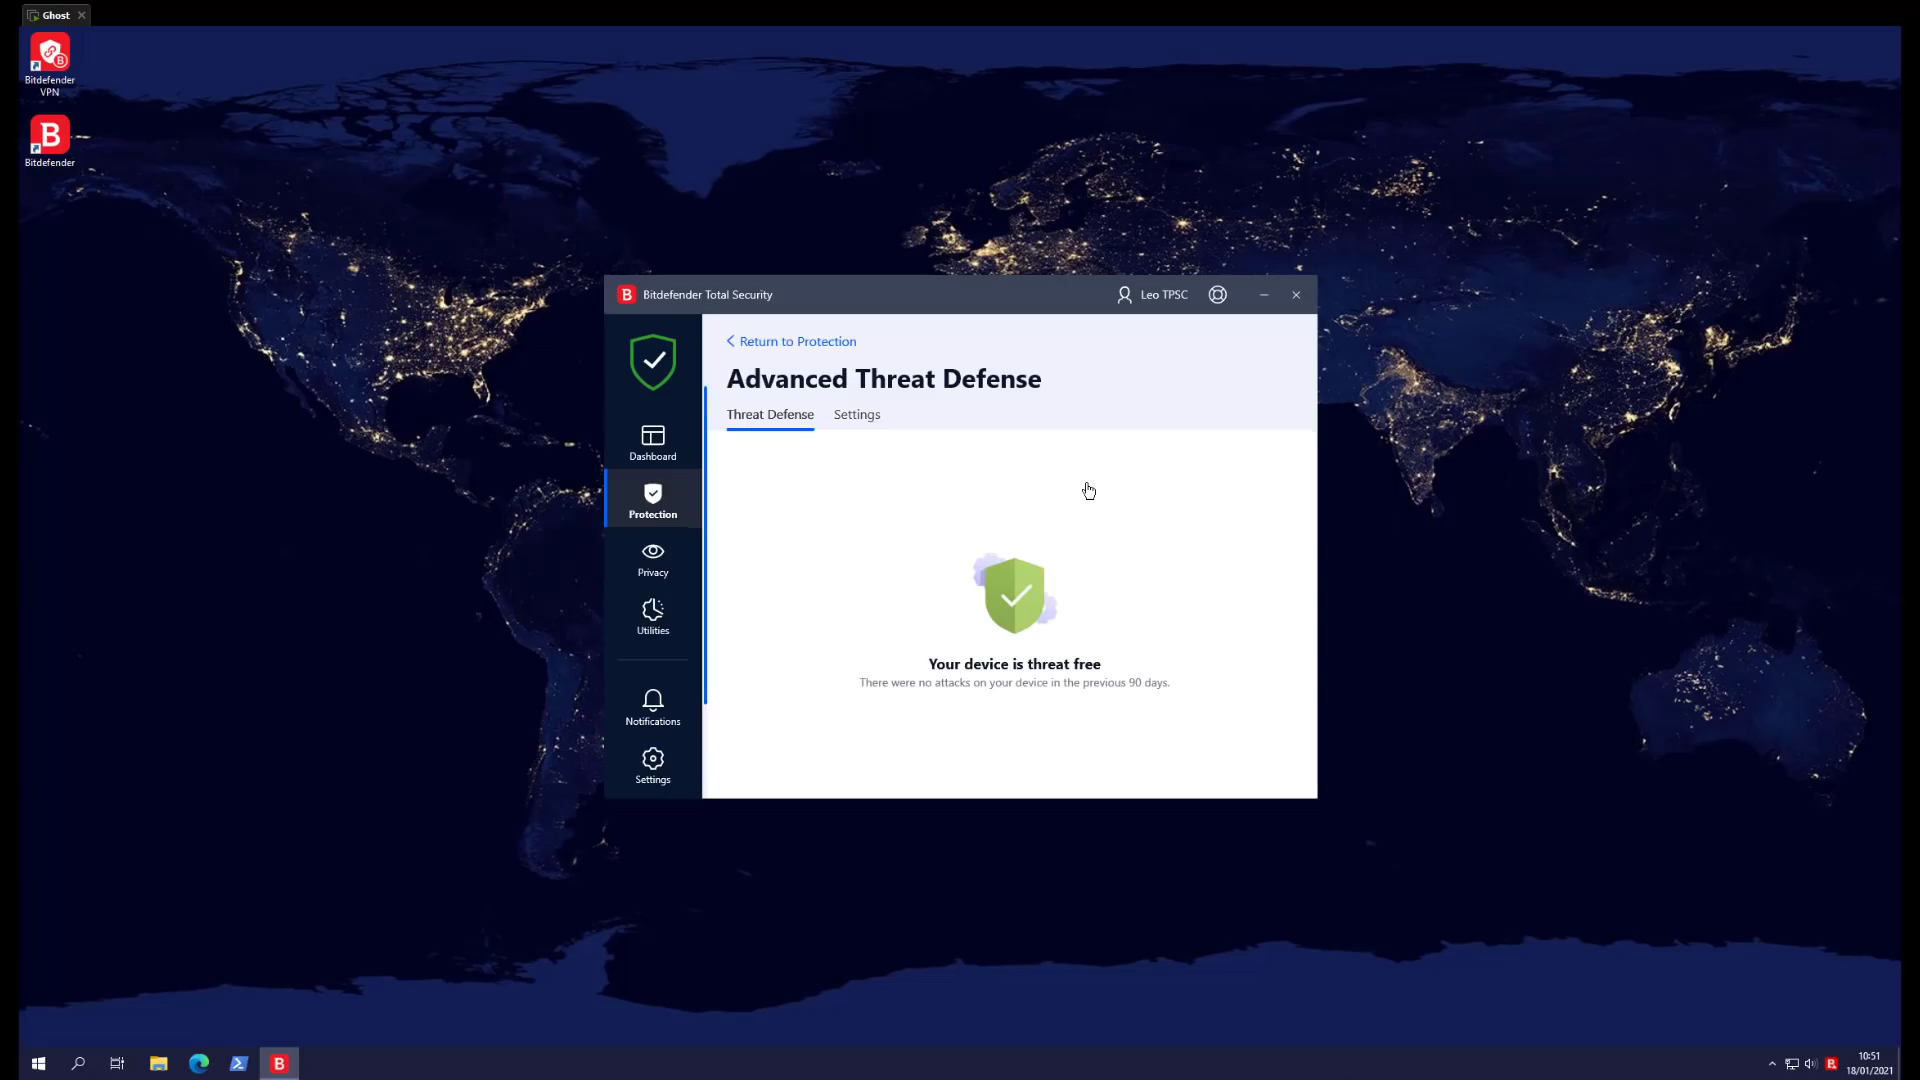 Ghost
Bitdefender
VPN
Bitdefender
Bitdefender Total Security
Leo TPSC
Return to Protection
Advanced Threat Defense
Threat Defense
Settings
Dashboard
Protection
Privacy
Utilities
Notifications
Settings
Your device is threat free
There were no attacks on your device in the previous 90 days.
10:51
18/01/2021